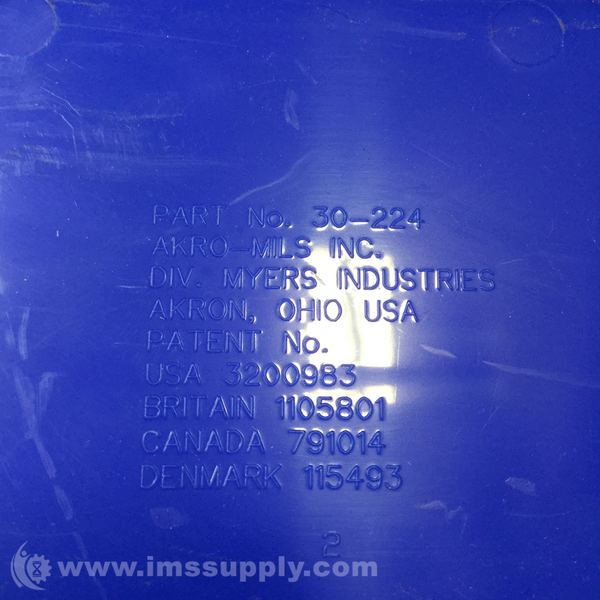 PART No. 30-224
AKRO-MILS INC.
DIV. MYERS INDUSTRIES
AKRON, OHIO USA
PATENT No.
USA 3200983
BRITAIN 1105801
CANADA 791014
DENMARK 115493
2
www.imssupply.com